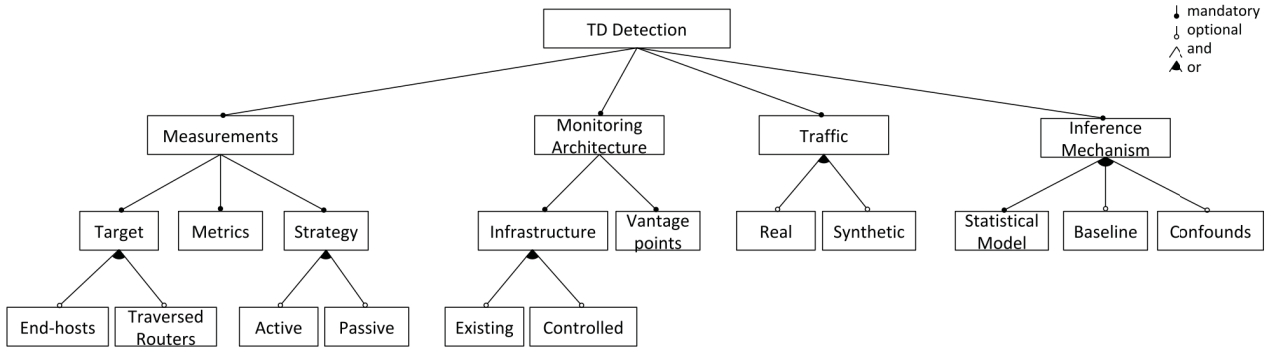 TD Detection
mandatory
optional
and
or
Measurements
Monitoring
Architecture
Traffic
Inference
Mechanism
Target
Metrics
Strategy
Infrastructure
Vantage
points
Real
Synthetic
Statistical
Model
Baseline
Confounds
End-hosts
Traversed
Routers
Active
Passive
Existing
Controlled